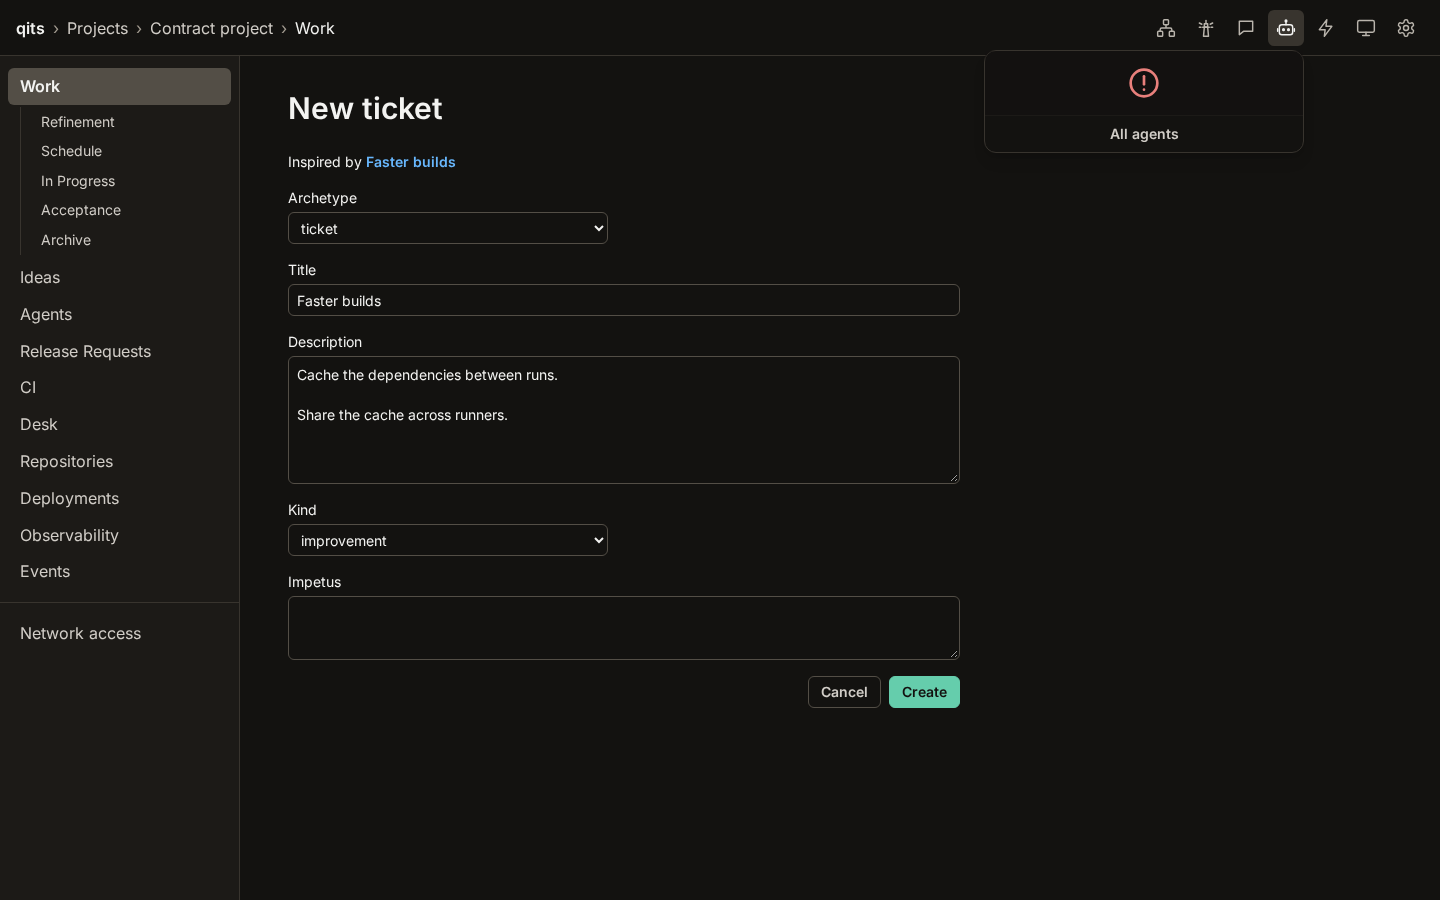 qits › Projects › Contract project › Work
All agents
Work
Refinement
Schedule
In Progress
Acceptance
Archive
Ideas
Agents
Release Requests
CI
Desk
Repositories
Deployments
Observability
Events
Network access
New ticket
Inspired by Faster builds
Archetype
ticket
Title
Faster builds
Description
Cache the dependencies between runs.
Share the cache across runners.
Kind
improvement
Impetus
Cancel
Create